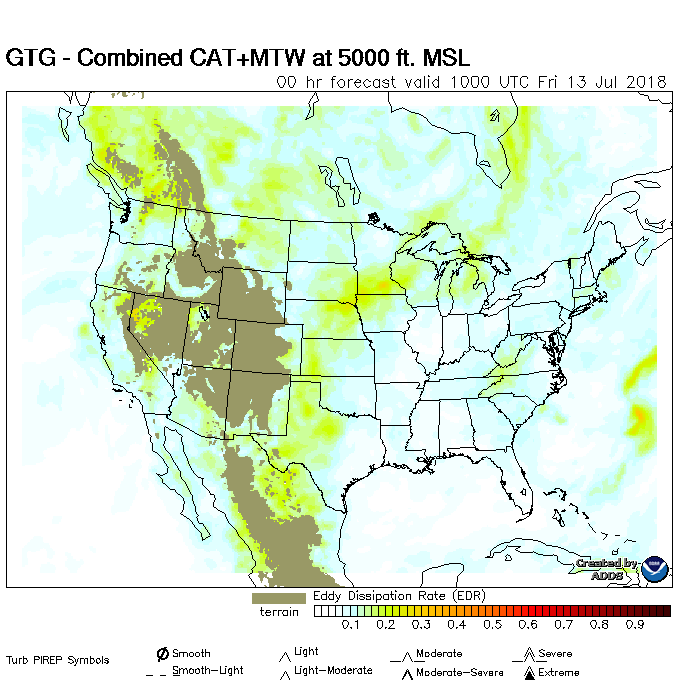 GTG - Combined CAT+MTW at 5000 ft. MSL
00 hr forecast valid 1000 UTC Fri 13 Jul 2018
Created by
ADDS
NOAA
terrain
Eddy Dissipation Rate (EDR)
0.1 0.2 0.3 0.4 0.5 0.6 0.7 0.8 0.9
Turb PIREP Symbols
Smooth
Light
Moderate
Severe
Smooth-Light
Light-Moderate
Moderate-Severe
Extreme